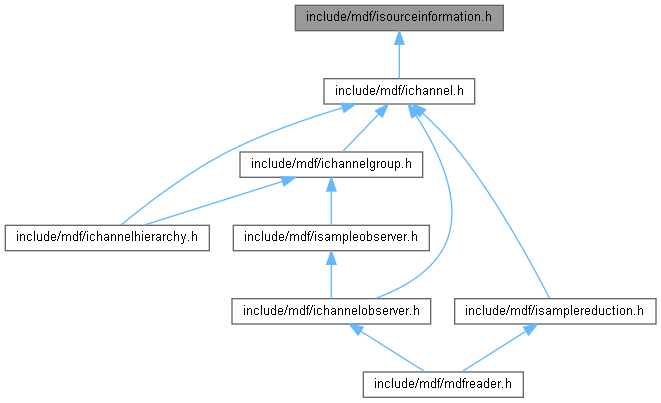 include/mdf/isourceinformation.h
include/mdf/ichannel.h
include/mdf/ichannelgroup.h
include/mdf/ichannelhierarchy.h
include/mdf/isampleobserver.h
include/mdf/ichannelobserver.h
include/mdf/isamplereduction.h
include/mdf/mdfreader.h